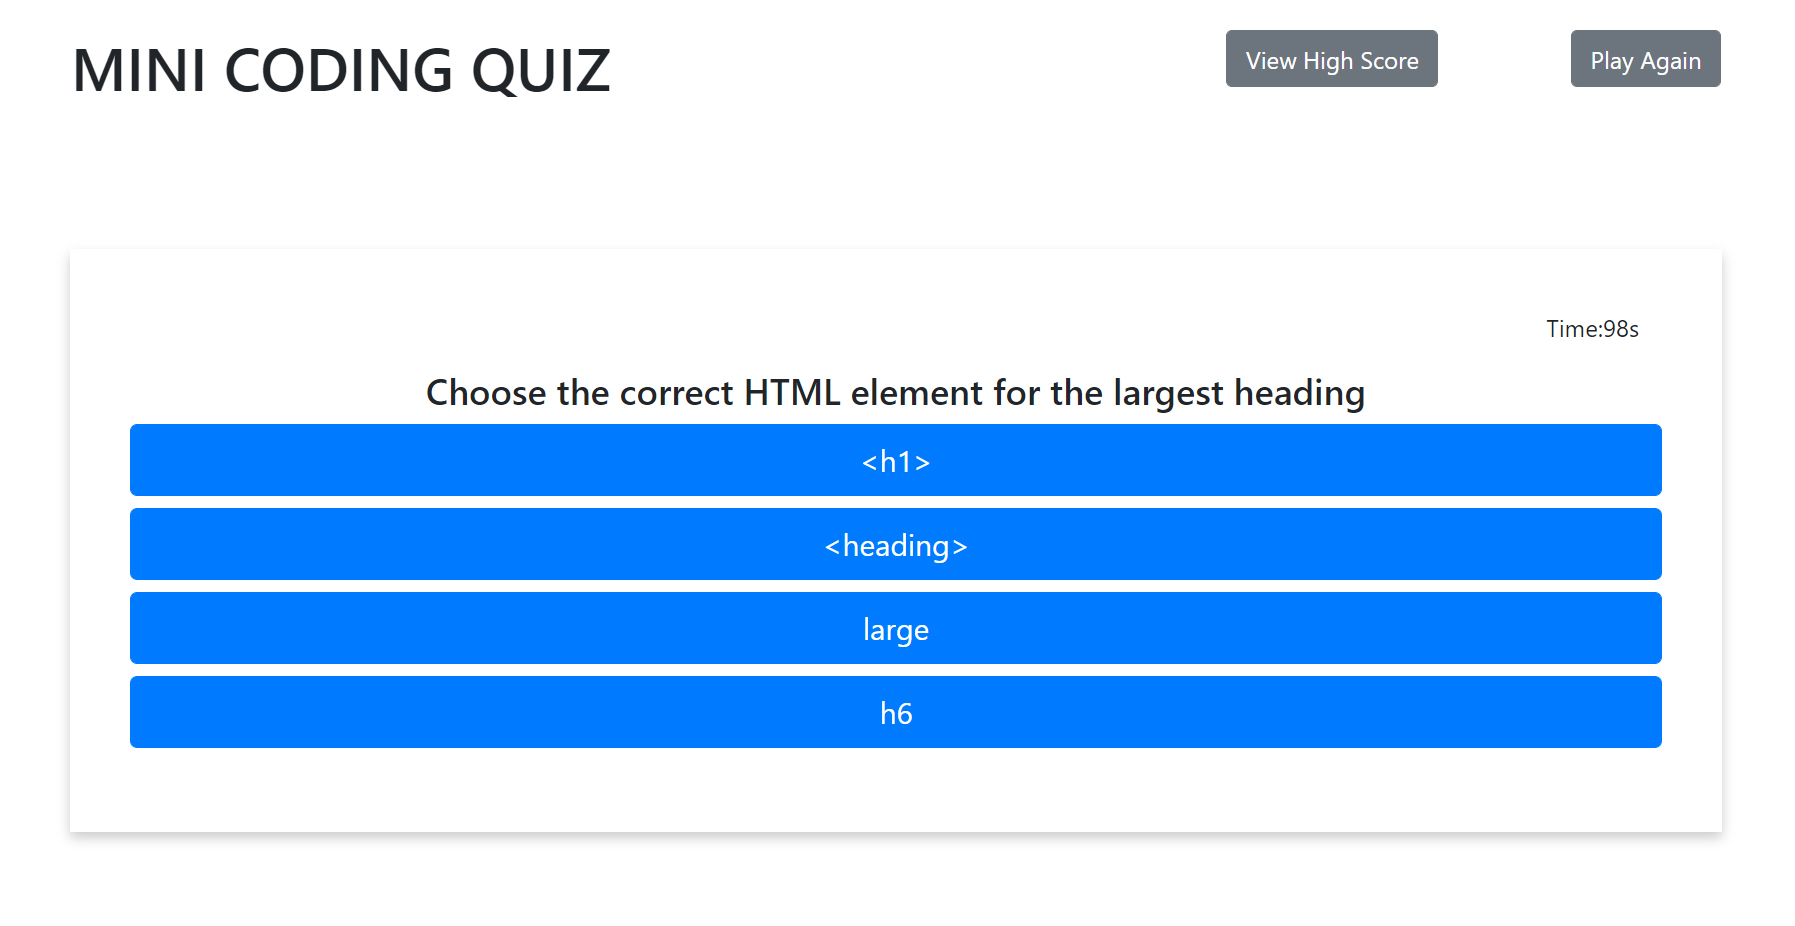 MINI CODING QUIZ
View High Score
Play Again
Time:98s
Choose the correct HTML element for the largest heading
<h1>
<heading>
large
h6